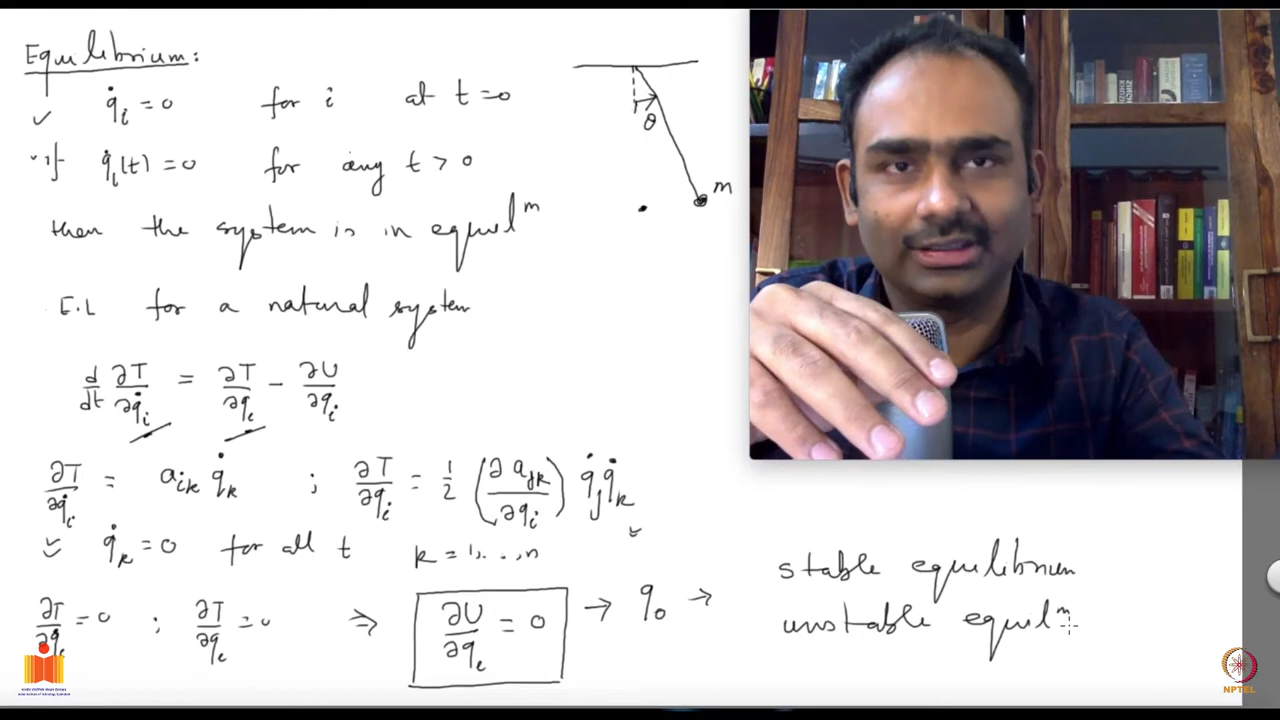 Equilibrium:
q̇ᵢ = 0 for i at t = 0
if q̇ᵢ(t) = 0 for any t > 0
then the system is in equilᵐ
E.L for a natural system
d/dt ∂T/∂q̇ᵢ = ∂T/∂qᵢ − ∂U/∂qᵢ
∂T/∂q̇ᵢ = aᵢₖ q̇ₖ ; ∂T/∂qᵢ = 1/2 (∂aⱼₖ/∂qᵢ) q̇ⱼ q̇ₖ
q̇ₖ = 0 for all t k = 1, . . , n
∂T/∂qᵢ = 0 ; ∂T/∂qᵢ = 0 ⇒ ∂U/∂qᵢ = 0 → q₀ →
stable equilibrium
unstable equilᵐ
θ
m
NPTEL